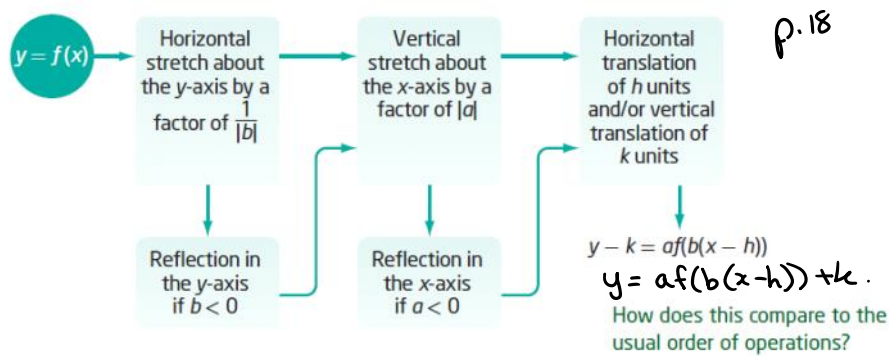 y = f(x)
Horizontal
stretch about
the y-axis by a
factor of 1/|b|
Reflection in
the y-axis
if b < 0
Vertical
stretch about
the x-axis by a
factor of |a|
Reflection in
the x-axis
if a < 0
Horizontal
translation
of h units
and/or vertical
translation of
k units
p.18
y – k = af(b(x – h))
y = af(b(x-h)) +k.
How does this compare to the
usual order of operations?